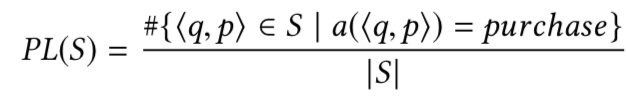 PL(S) = #{⟨q, p⟩ ∈ S | a(⟨q, p⟩) = purchase} / |S|